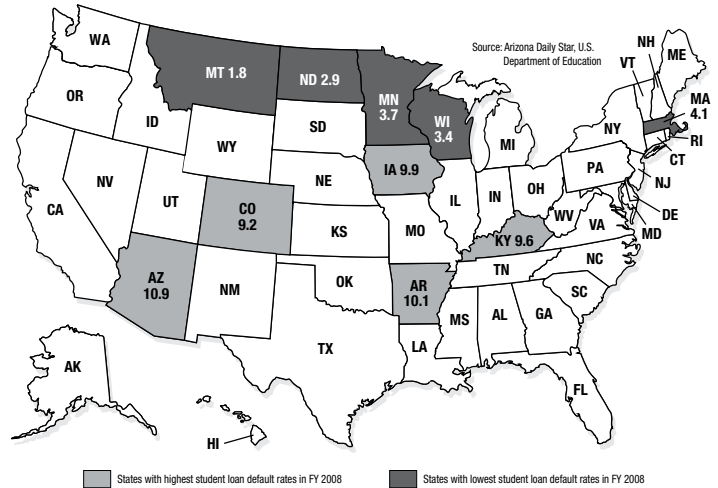 Source: Arizona Daily Star, U.S.
Department of Education
WA
MT 1.8
ND 2.9
MN
3.7
WI
3.4
OR
ID
WY
SD
MI
NY
VT
NH
ME
MA
4.1
RI
CT
NJ
DE
MD
PA
NV
UT
CO
9.2
NE
IA 9.9
IL
IN
OH
WV
VA
CA
KS
MO
KY 9.6
NC
AZ
10.9
NM
OK
AR
10.1
TN
SC
MS
AL
GA
TX
LA
FL
AK
HI
States with highest student loan default rates in FY 2008
States with lowest student loan default rates in FY 2008